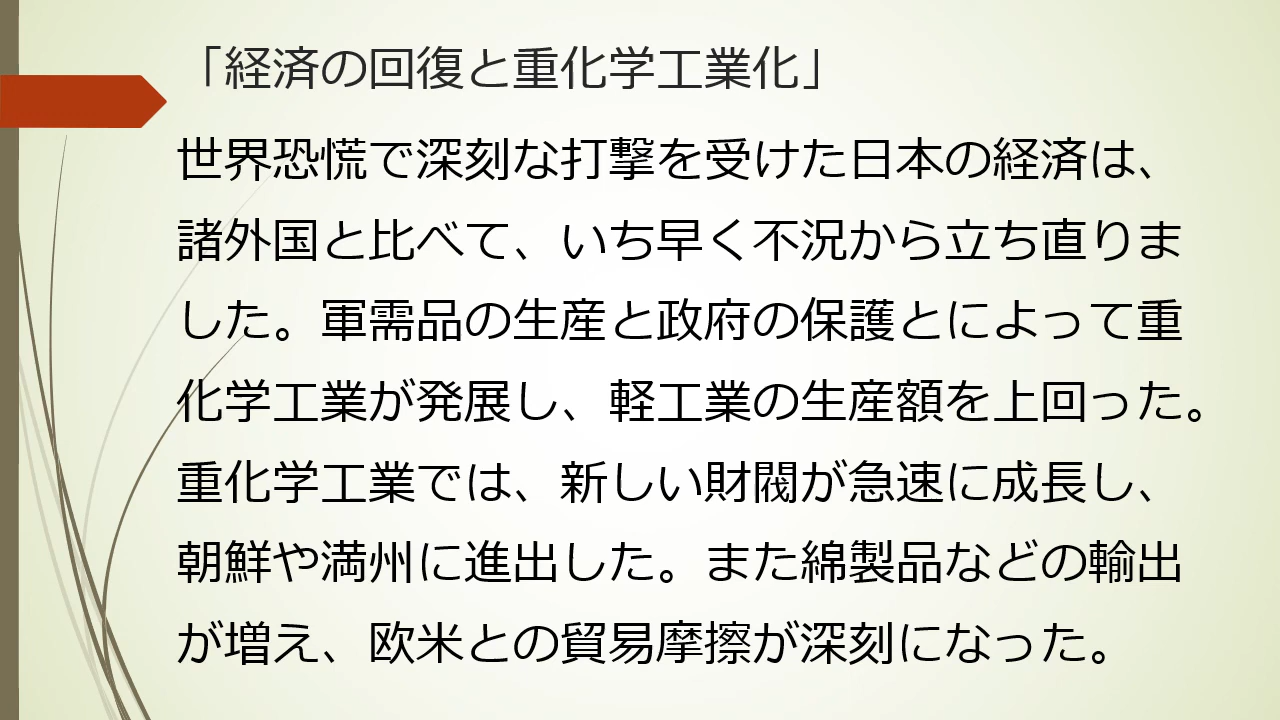 「経済の回復と重化学工業化」
世界恐慌で深刻な打撃を受けた日本の経済は、
諸外国と比べて、いち早く不況から立ち直りま
した。軍需品の生産と政府の保護とによって重
化学工業が発展し、軽工業の生産額を上回った。
重化学工業では、新しい財閥が急速に成長し、
朝鮮や満州に進出した。また綿製品などの輸出
が増え、欧米との貿易摩擦が深刻になった。